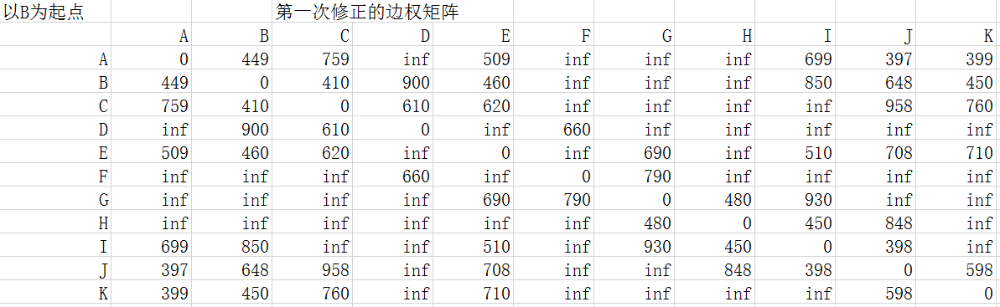 以B为起点 第一次修正的边权矩阵
A B C D E F G H I J K
A 0 449 759 inf 509 inf inf inf 699 397 399
B 449 0 410 900 460 inf inf inf 850 648 450
C 759 410 0 610 620 inf inf inf inf 958 760
D inf 900 610 0 inf 660 inf inf inf inf inf
E 509 460 620 inf 0 inf 690 inf 510 708 710
F inf inf inf 660 inf 0 790 inf inf inf inf
G inf inf inf inf 690 790 0 480 930 inf inf
H inf inf inf inf inf inf 480 0 450 848 inf
I 699 850 inf inf 510 inf 930 450 0 398 inf
J 397 648 958 inf 708 inf inf 848 398 0 598
K 399 450 760 inf 710 inf inf inf inf 598 0